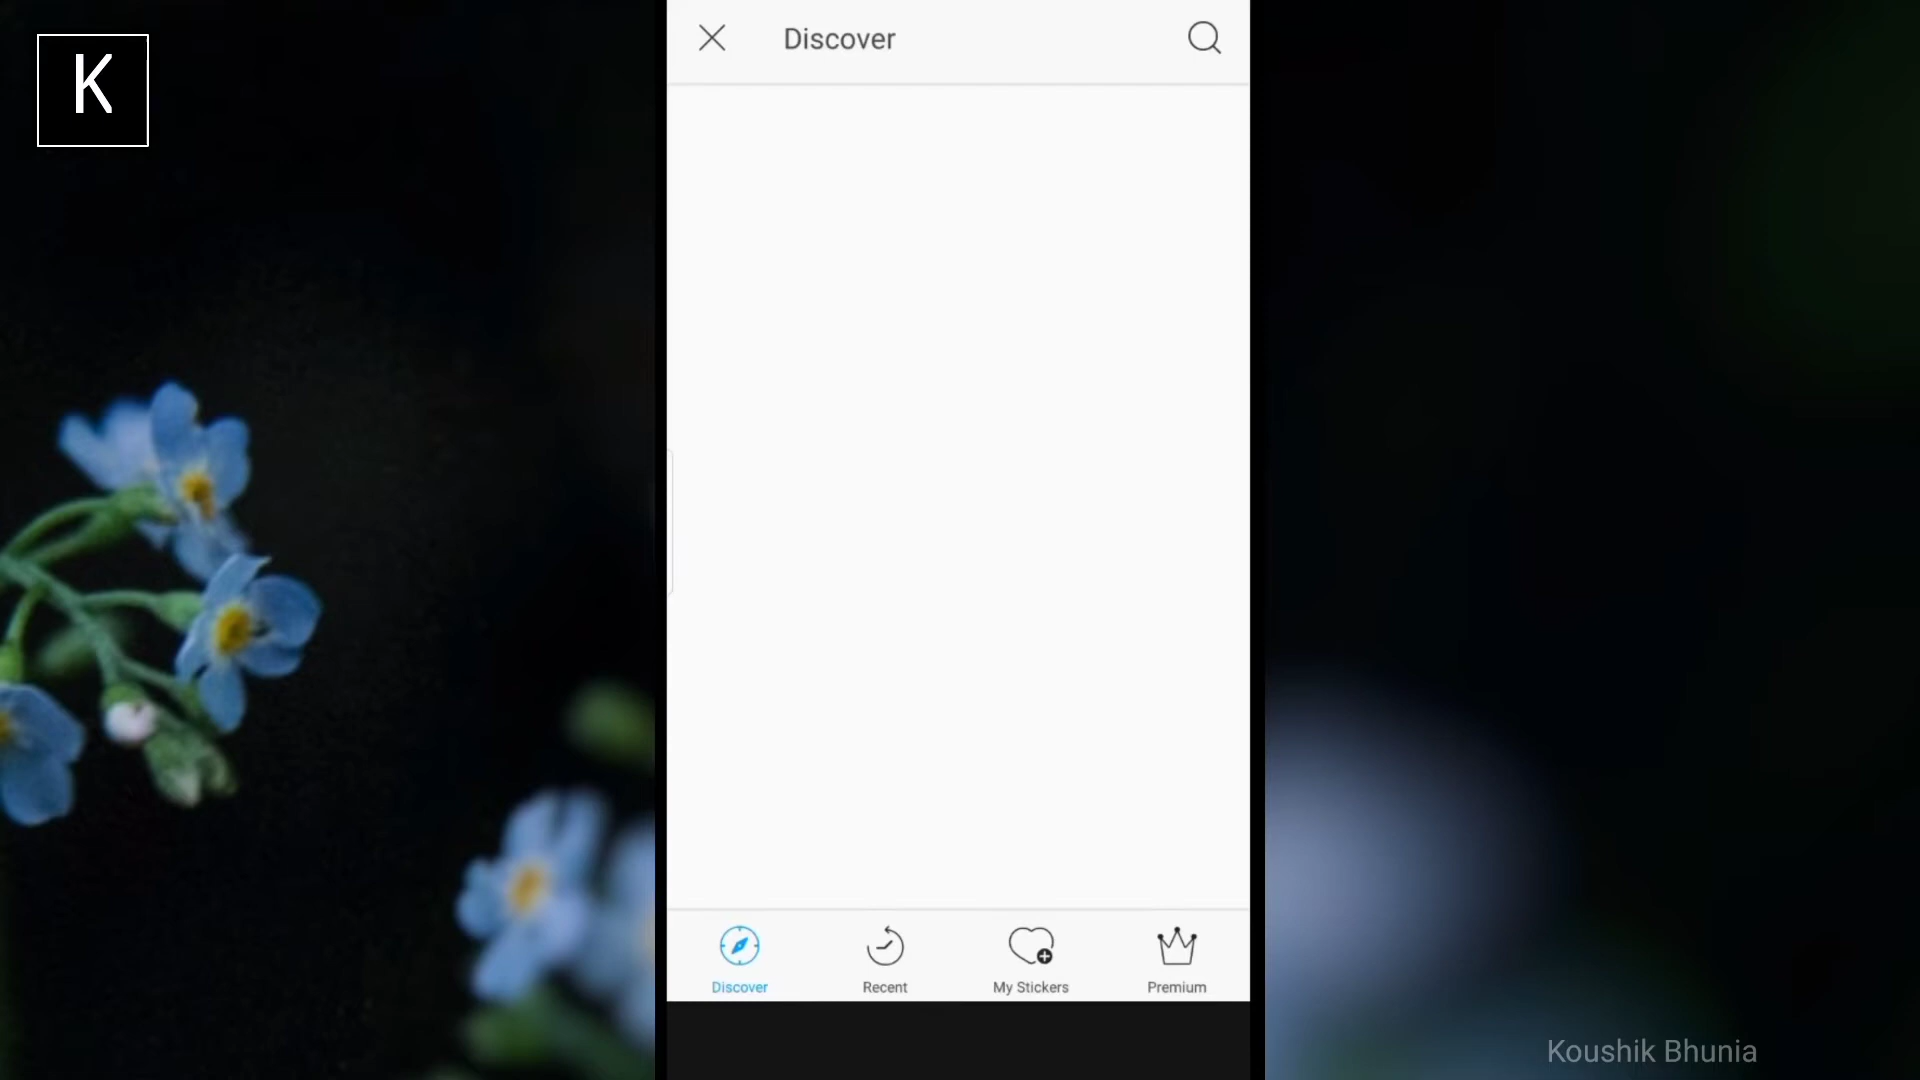 K
Discover
Discover
Recent
My Stickers
Premium
Koushik Bhunia